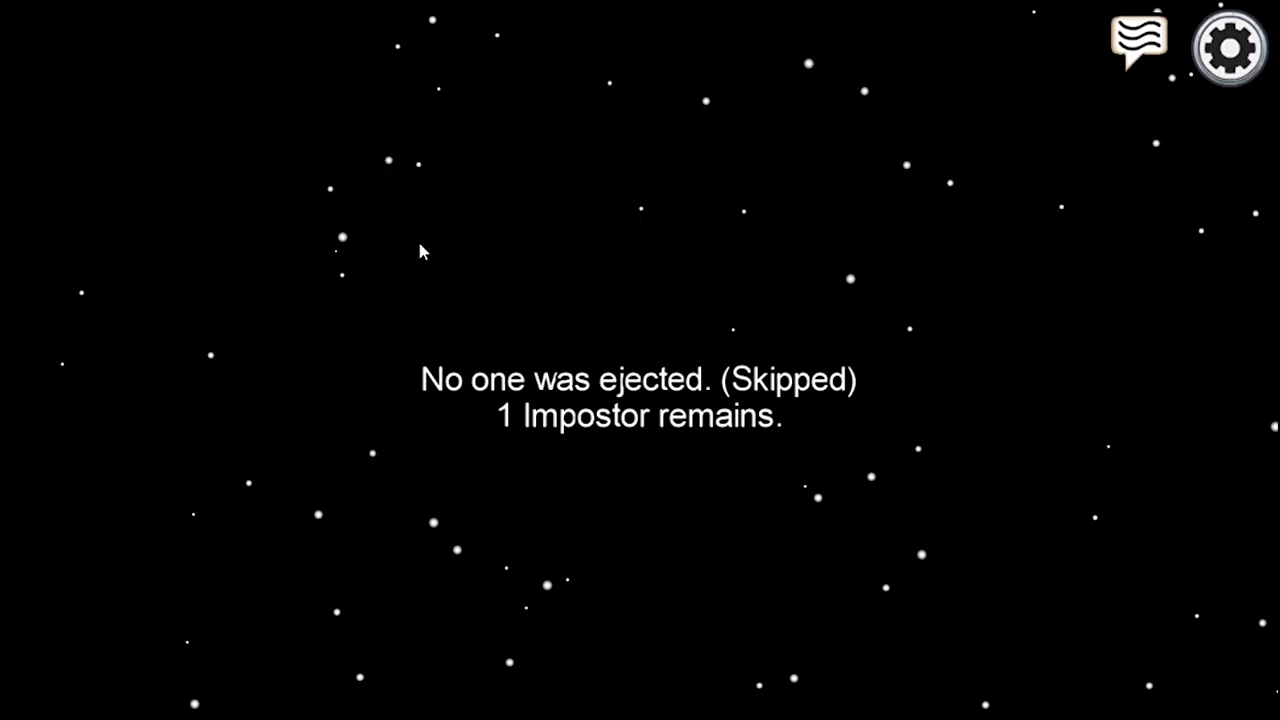 No one was ejected. (Skipped)
1 Impostor remains.